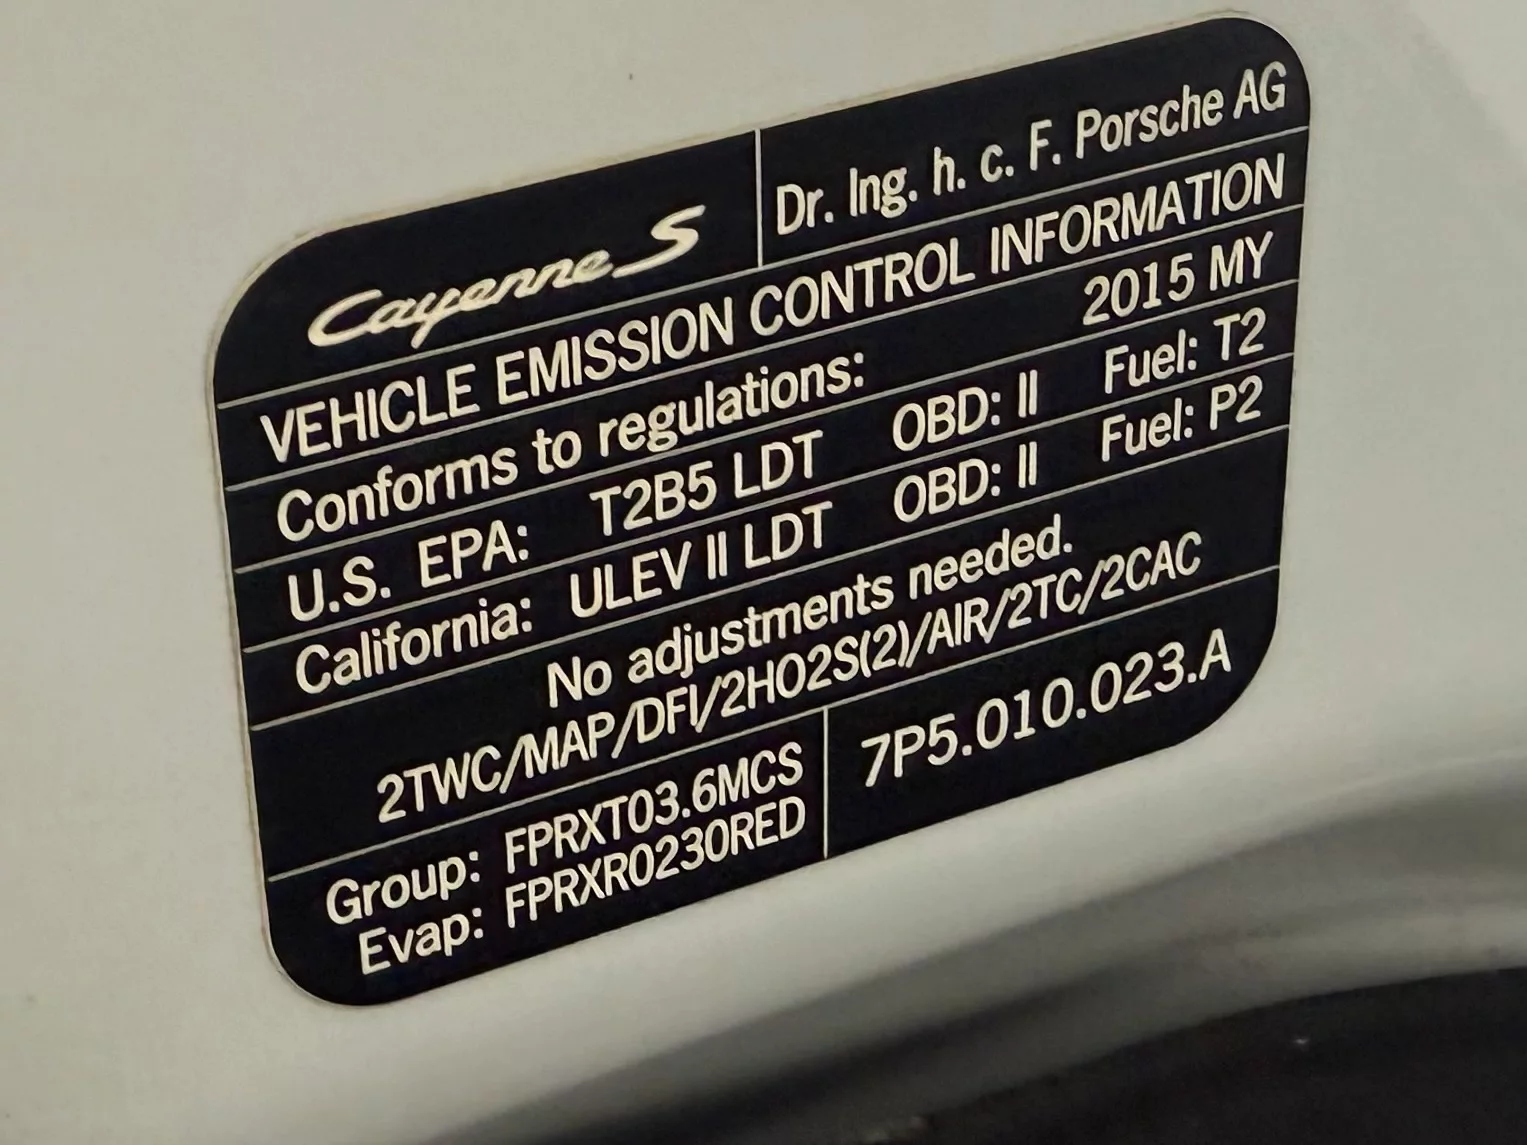 Cayenne S Dr. Ing. h. c. F. Porsche AG
VEHICLE EMISSION CONTROL INFORMATION
Conforms to regulations: 2015 MY
U.S. EPA: T2B5 LDT OBD: II Fuel: T2
California: ULEV II LDT OBD: II Fuel: P2
No adjustments needed.
2TWC/MAP/DFI/2HO2S(2)/AIR/2TC/2CAC
Group: FPRXT03.6MCS 7P5.010.023.A
Evap: FPRXR0230RED